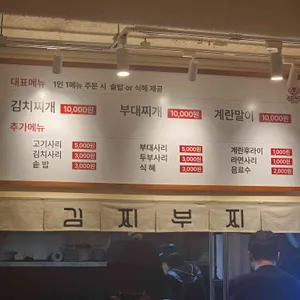 대표메뉴 1인 1메뉴 주문 시 솥밥 or 식혜 제공
김치찌개 10,000원 부대찌개 10,000원 계란말이 10,000원
추가메뉴
고기사리 5,000원 부대사리 5,000원 계란후라이 1,000원
김치사리 3,000원 두부사리 3,000원 라면사리 1,000원
솥 밥 3,000원 식 혜 3,000원 음료수 2,000원
김 찌 부 찌